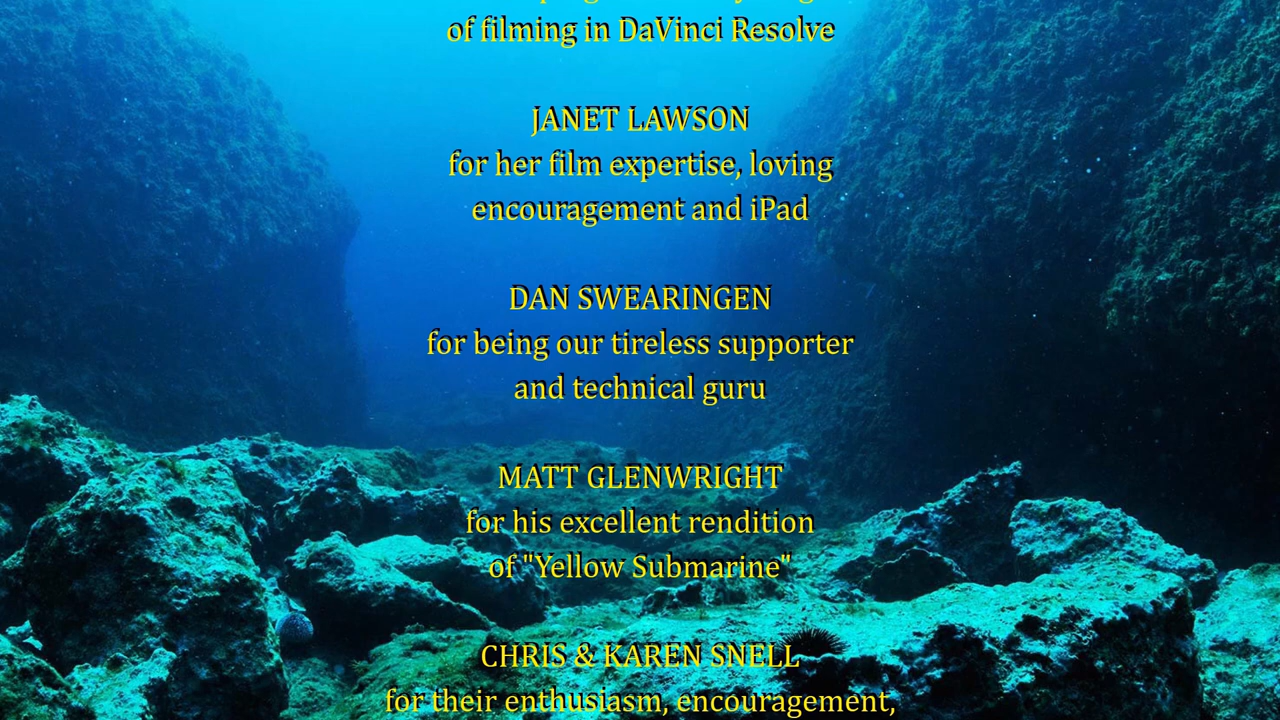 of filming in DaVinci Resolve
JANET LAWSON
for her film expertise, loving
encouragement and iPad
DAN SWEARINGEN
for being our tireless supporter
and technical guru
MATT GLENWRIGHT
for his excellent rendition
of "Yellow Submarine"
CHRIS & KAREN SNELL
for their enthusiasm, encouragement,